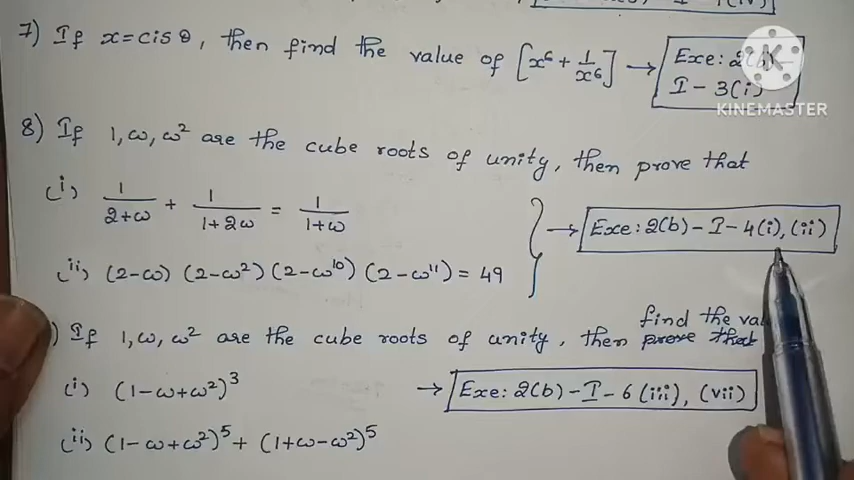 7) If x = cis θ, then find the value of [x⁶ + 1/x⁶] → Exe: 2(b) - I - 3(i)
KINEMASTER
8) If 1, ω, ω² are the cube roots of unity, then prove that
(i) 1/(2+ω) + 1/(1+2ω) = 1/(1+ω)
→ Exe: 2(b) - I - 4(i), (ii)
(ii) (2-ω) (2-ω²) (2-ω¹⁰) (2-ω¹¹) = 49
find the
) If 1, ω, ω² are the cube roots of unity, then prove that
(i) (1-ω+ω²)³
→ Exe: 2(b) - I - 6 (iii), (vii)
(ii) (1-ω+ω²)⁵ + (1+ω-ω²)⁵